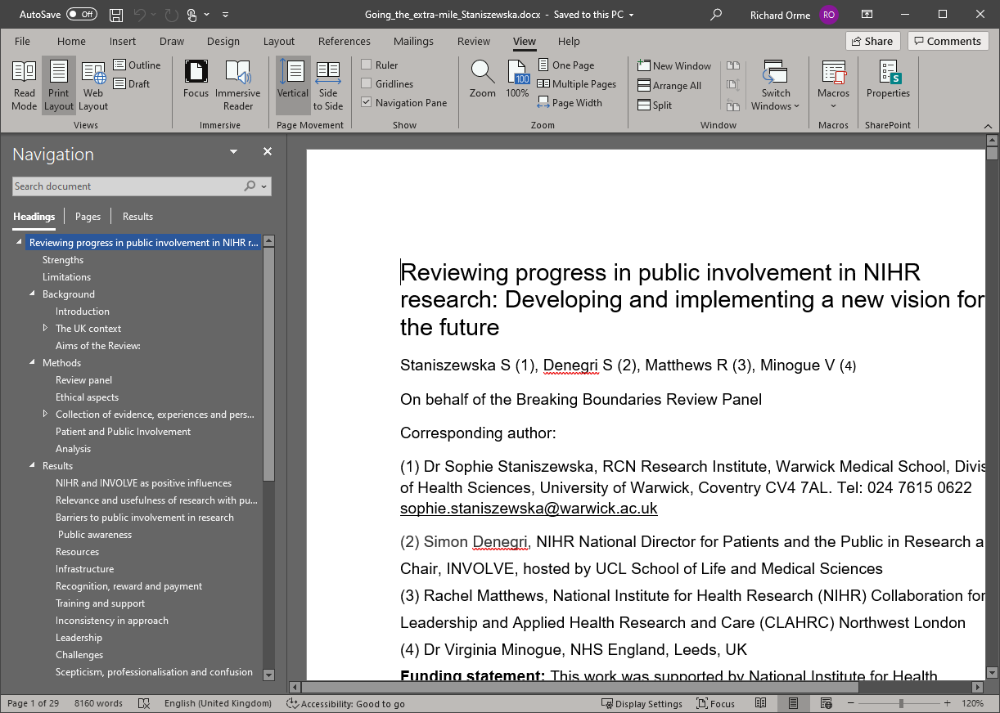 AutoSave Off Going_the_extra-mile_Staniszewska.docx - Saved to this PC Richard Orme RO
File Home Insert Draw Design Layout References Mailings Review View Help Share Comments
Read Mode
Print Layout
Web Layout
Outline
Draft
Views
Focus
Immersive Reader
Immersive
Vertical
Side to Side
Page Movement
Ruler
Gridlines
Navigation Pane
Show
Zoom
100
100%
One Page
Multiple Pages
Page Width
Zoom
New Window
Arrange All
Split
Switch Windows
Window
Macros
Macros
S
Properties
SharePoint
Navigation
Search document
Headings Pages Results
Reviewing progress in public involvement in NIHR r...
Strengths
Limitations
Background
Introduction
The UK context
Aims of the Review:
Methods
Review panel
Ethical aspects
Collection of evidence, experiences and pers...
Patient and Public Involvement
Analysis
Results
NIHR and INVOLVE as positive influences
Relevance and usefulness of research with pu...
Barriers to public involvement in research
Public awareness
Resources
Infrastructure
Recognition, reward and payment
Training and support
Inconsistency in approach
Leadership
Challenges
Scepticism, professionalisation and confusion
Reviewing progress in public involvement in NIHR
research: Developing and implementing a new vision for
the future
Staniszewska S (1), Denegri S (2), Matthews R (3), Minogue V (4)
On behalf of the Breaking Boundaries Review Panel
Corresponding author:
(1) Dr Sophie Staniszewska, RCN Research Institute, Warwick Medical School, Divis
of Health Sciences, University of Warwick, Coventry CV4 7AL. Tel: 024 7615 0622
sophie.staniszewska@warwick.ac.uk
(2) Simon Denegri, NIHR National Director for Patients and the Public in Research a
Chair, INVOLVE, hosted by UCL School of Life and Medical Sciences
(3) Rachel Matthews, National Institute for Health Research (NIHR) Collaboration for
Leadership and Applied Health Research and Care (CLAHRC) Northwest London
(4) Dr Virginia Minogue, NHS England, Leeds, UK
Funding statement: This work was supported by National Institute for Health
Page 1 of 29 8160 words English (United Kingdom) Accessibility: Good to go Display Settings Focus 120%